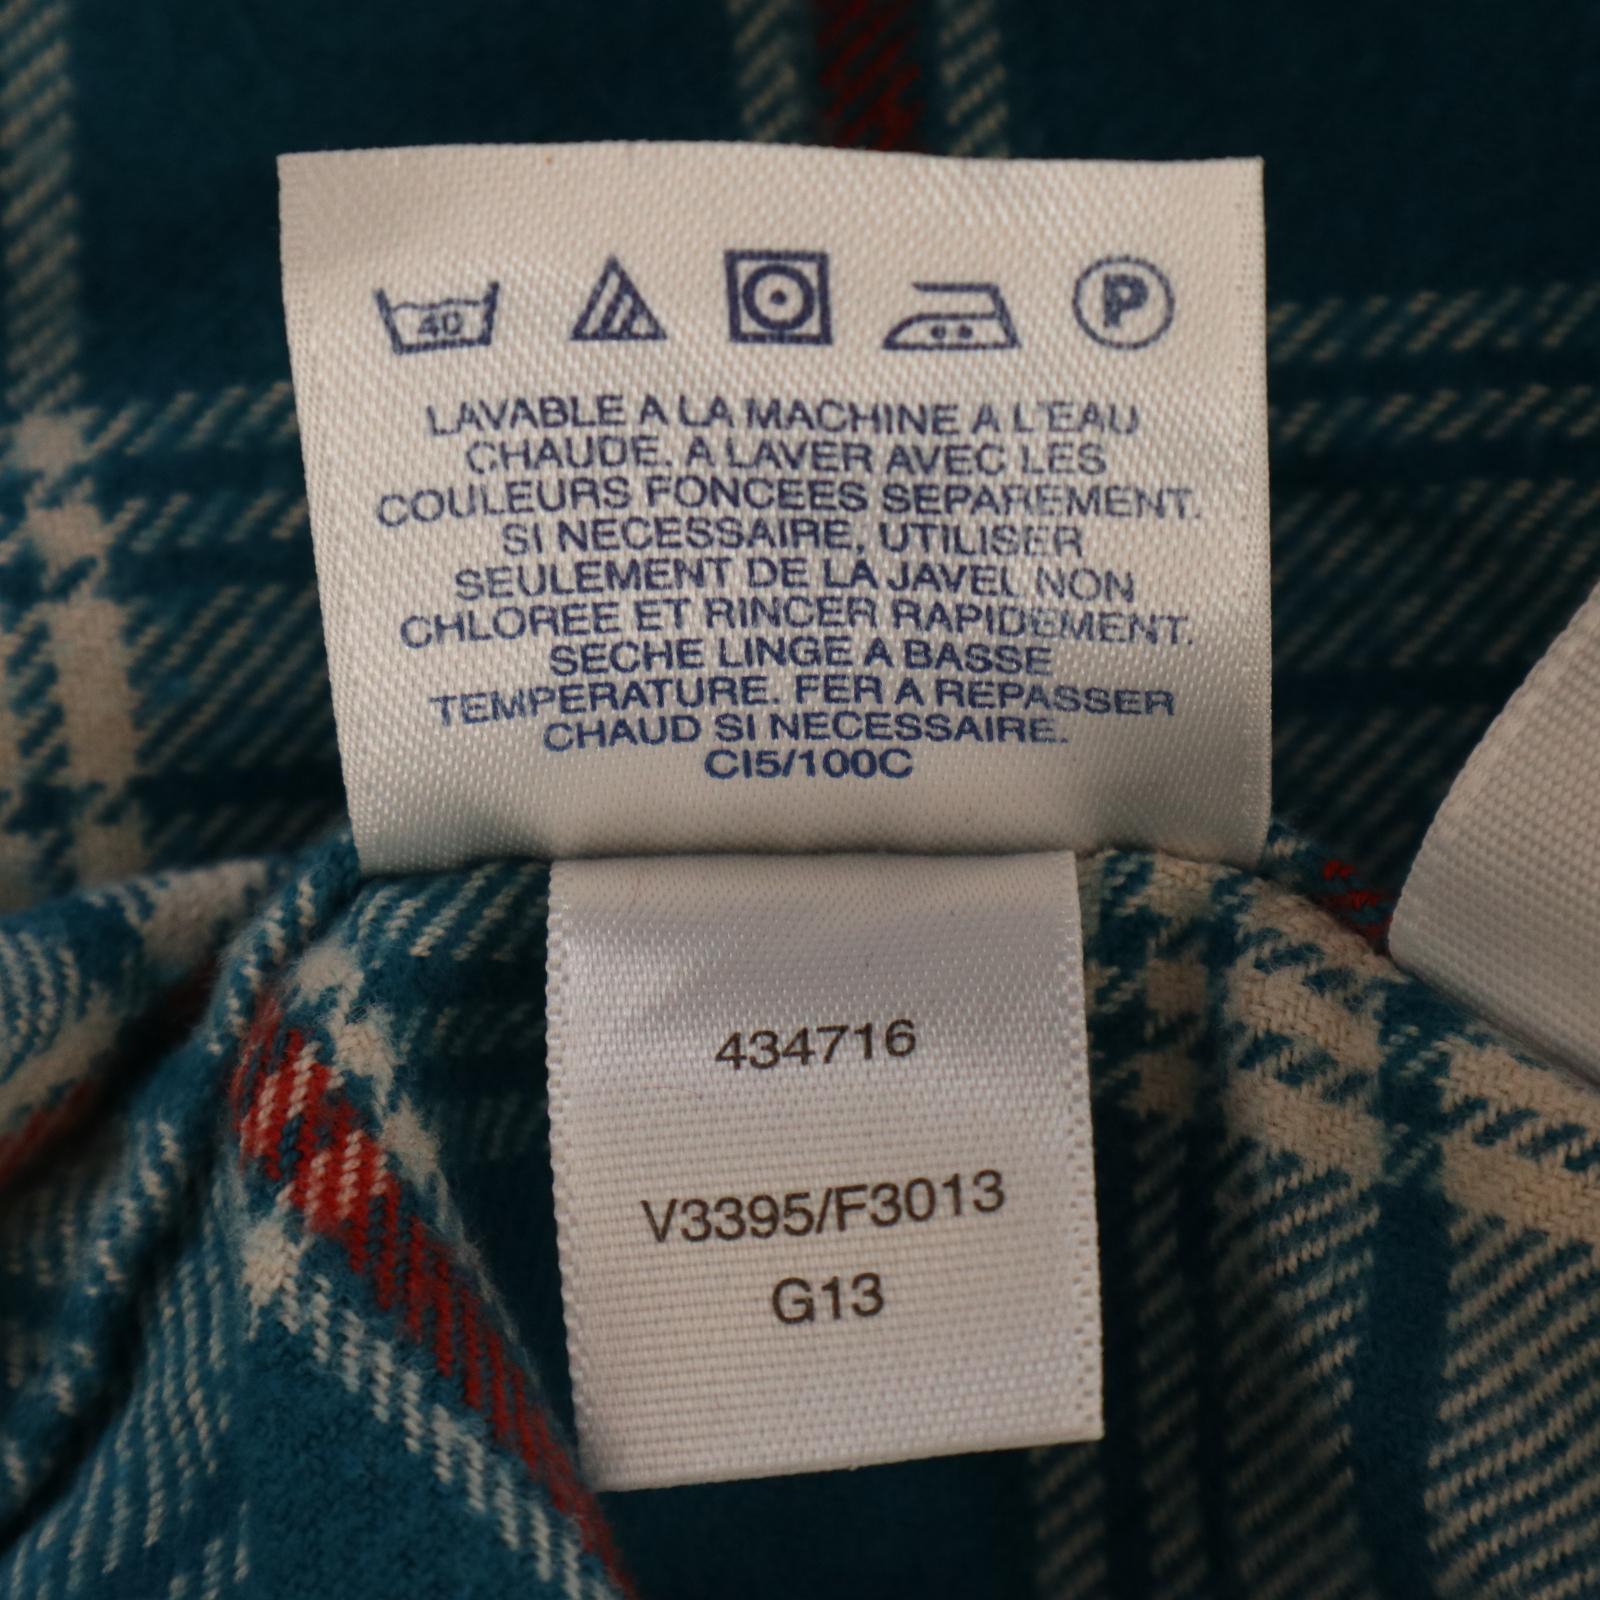 40 P
LAVABLE A LA MACHINE A L'EAU
CHAUDE. A LAVER AVEC LES
COULEURS FONCEES SEPAREMENT.
SI NECESSAIRE, UTILISER
SEULEMENT DE LA JAVEL NON
CHLOREE ET RINCER RAPIDEMENT.
SECHE LINGE A BASSE
TEMPERATURE. FER A REPASSER
CHAUD SI NECESSAIRE.
CI5/100C
434716
V3395/F3013
G13